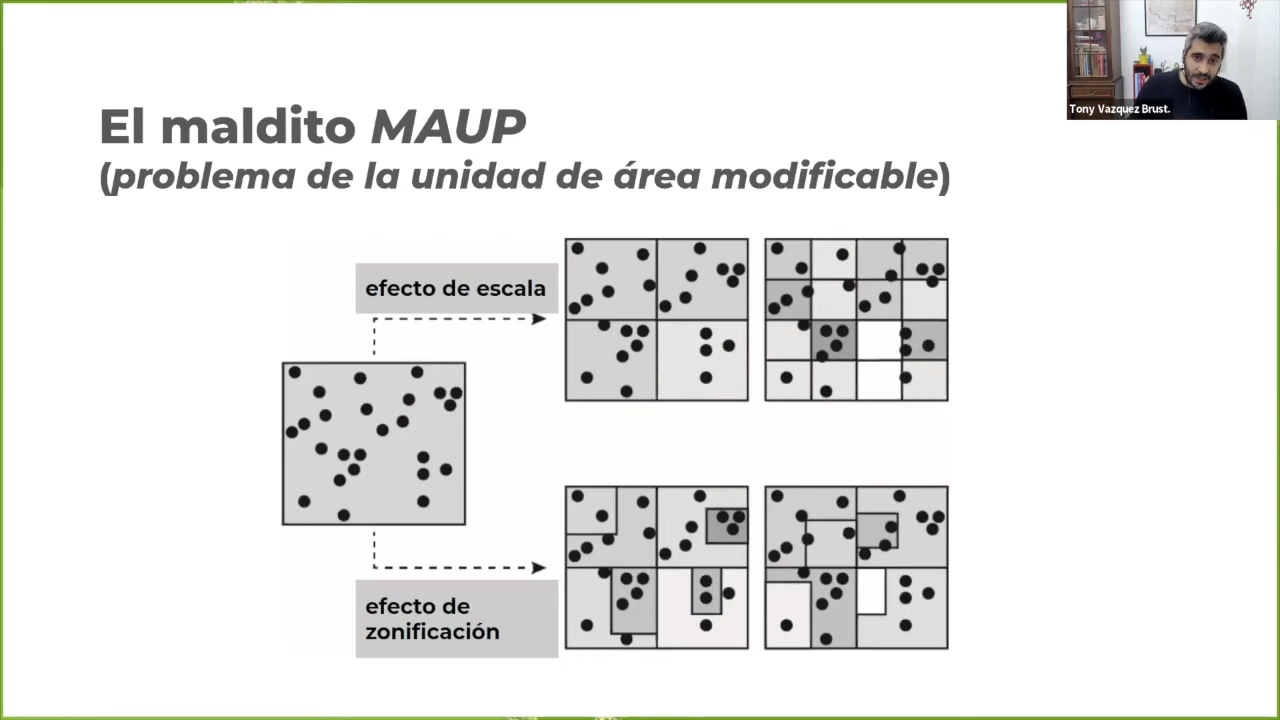 El maldito MAUP
(problema de la unidad de área modificable)
efecto de escala
efecto de
zonificación
Tony Vazquez Brust.